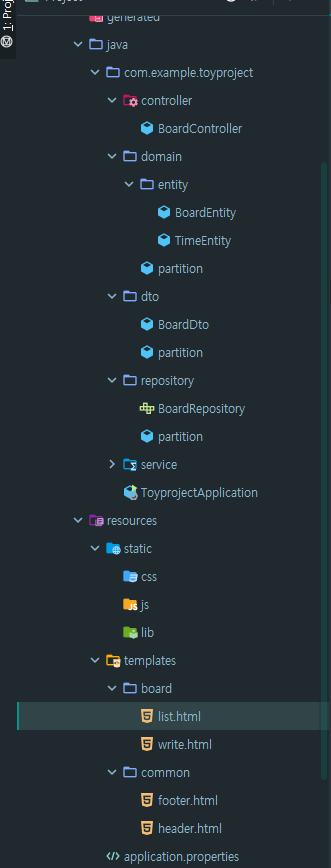 1: Proj
Project
generated
java
com.example.toyproject
controller
BoardController
domain
entity
BoardEntity
TimeEntity
partition
dto
BoardDto
partition
repository
BoardRepository
partition
service
ToyprojectApplication
resources
static
css
js
lib
templates
board
list.html
write.html
common
footer.html
header.html
application.properties